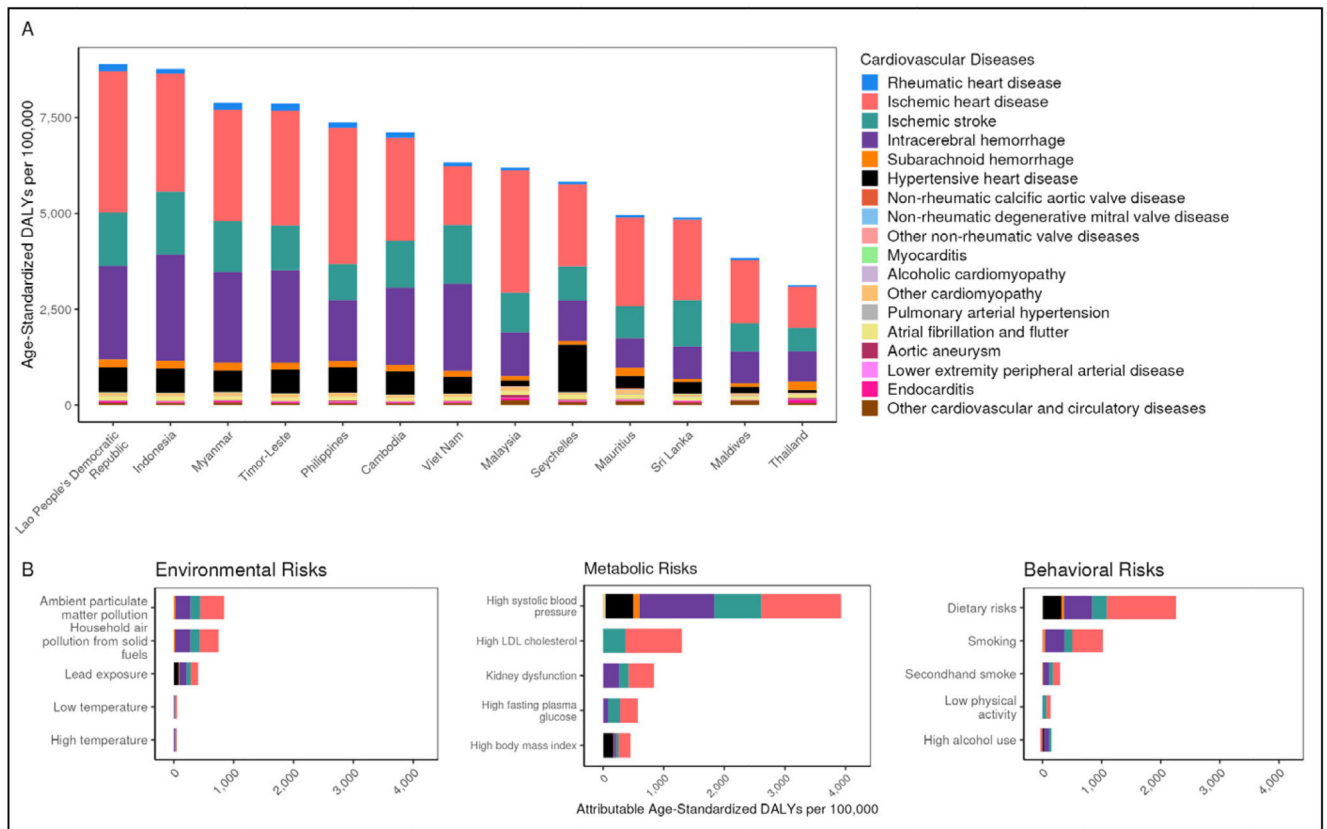 A
Age-Standardized DALYs per 100,000
7,500
5,000
2,500
0
Lao People's Democratic
Republic
Indonesia
Myanmar
Timor-Leste
Philippines
Cambodia
Viet Nam
Malaysia
Seychelles
Mauritius
Sri Lanka
Maldives
Thailand
Cardiovascular Diseases
Rheumatic heart disease
Ischemic heart disease
Ischemic stroke
Intracerebral hemorrhage
Subarachnoid hemorrhage
Hypertensive heart disease
Non-rheumatic calcific aortic valve disease
Non-rheumatic degenerative mitral valve disease
Other non-rheumatic valve diseases
Myocarditis
Alcoholic cardiomyopathy
Other cardiomyopathy
Pulmonary arterial hypertension
Atrial fibrillation and flutter
Aortic aneurysm
Lower extremity peripheral arterial disease
Endocarditis
Other cardiovascular and circulatory diseases
B
Environmental Risks
Ambient particulate
matter pollution
Household air
pollution from solid
fuels
Lead exposure
Low temperature
High temperature
0
1,000
2,000
3,000
4,000
Metabolic Risks
High systolic blood
pressure
High LDL cholesterol
Kidney dysfunction
High fasting plasma
glucose
High body mass index
0
1,000
2,000
3,000
4,000
Attributable Age-Standardized DALYs per 100,000
Behavioral Risks
Dietary risks
Smoking
Secondhand smoke
Low physical
activity
High alcohol use
0
1,000
2,000
3,000
4,000